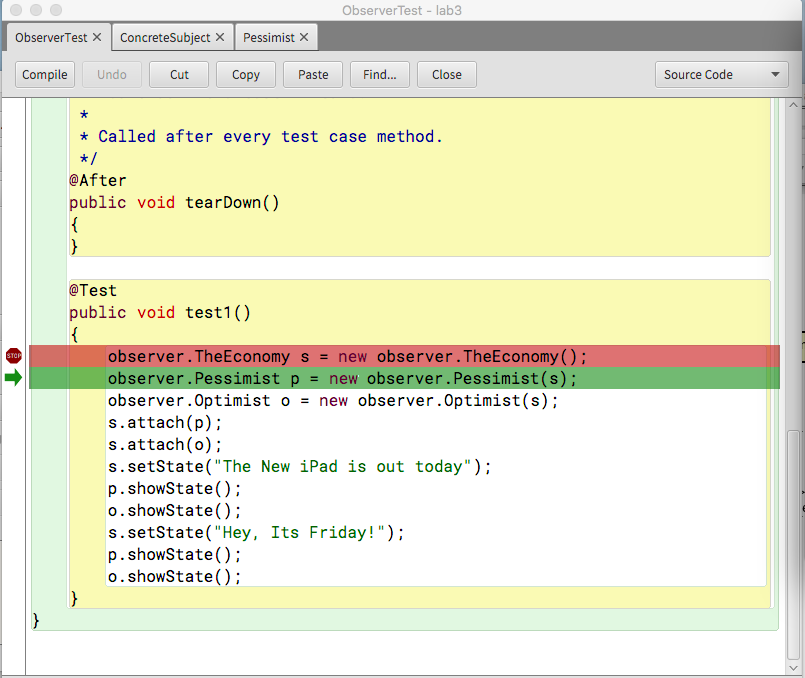 ObserverTest - lab3
ObserverTest ✕ ConcreteSubject ✕ Pessimist ✕
Compile Undo Cut Copy Paste Find... Close Source Code
*
* Called after every test case method.
*/
@After
public void tearDown()
{
}
@Test
public void test1()
{
STOP observer.TheEconomy s = new observer.TheEconomy();
observer.Pessimist p = new observer.Pessimist(s);
observer.Optimist o = new observer.Optimist(s);
s.attach(p);
s.attach(o);
s.setState("The New iPad is out today");
p.showState();
o.showState();
s.setState("Hey, Its Friday!");
p.showState();
o.showState();
}
}